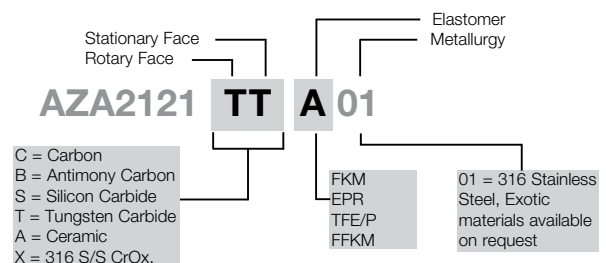 Elastomer
Stationary Face
Metallurgy
Rotary Face
AZA2121 TT A 01
C = Carbon
B = Antimony Carbon
S = Silicon Carbide
T = Tungsten Carbide
A = Ceramic
X = 316 S/S CrOx.
FKM
EPR
TFE/P
FFKM
01 = 316 Stainless
Steel, Exotic
materials available
on request